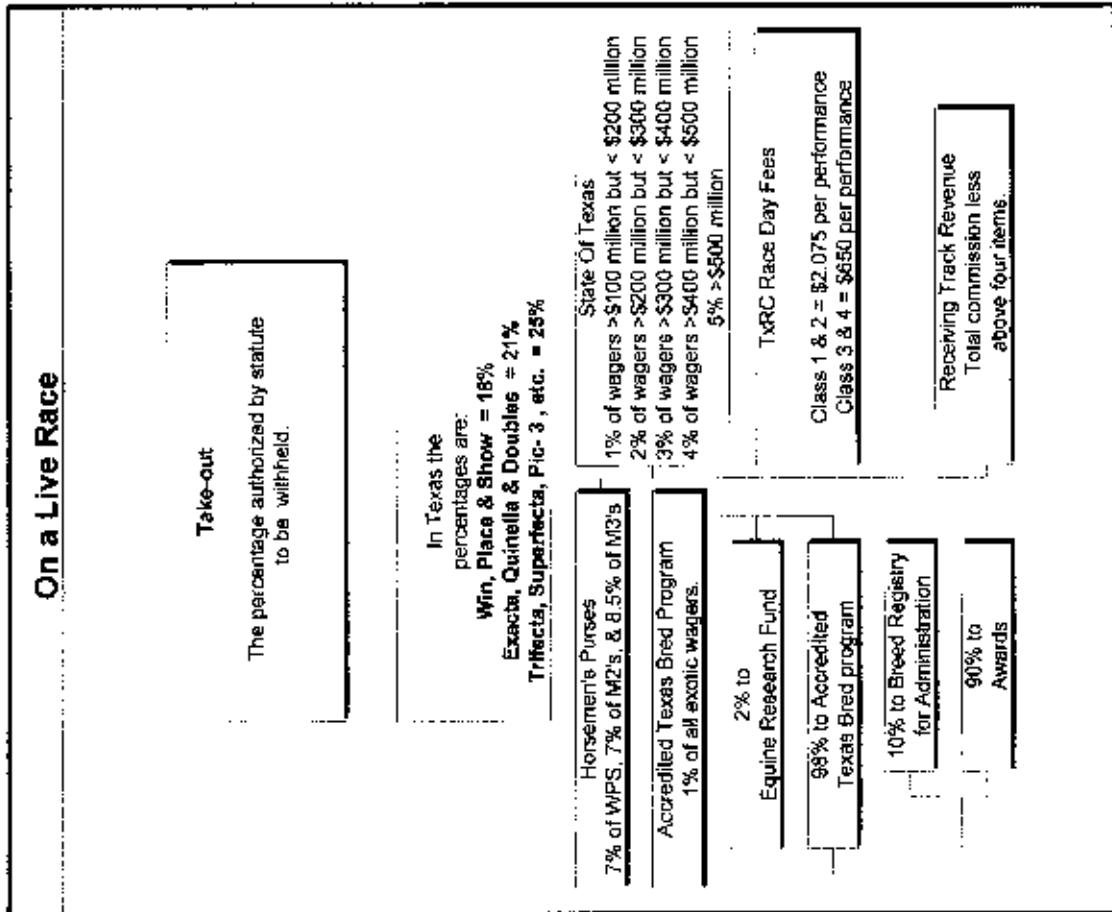 On a Live Race
Take-out
The percentage authorized by statute
to be withheld.
In Texas the
percentages are:
Win, Place & Show = 18%
Exacta, Quinella & Doubles = 21%
Trifecta, Superfecta, Pic- 3 , etc. = 25%
Horsemen's Purses
7% of WPS, 7% of M2's, & 8.5% of M3's
Accredited Texas Bred Program
1% of all exotic wagers.
2% to
Equine Research Fund
98% to Accredited
Texas Bred program
10% to Breed Registry
for Administration
90% to
Awards
State Of Texas
1% of wagers >$100 million but < $200 million
2% of wagers >$200 million but < $300 million
3% of wagers >$300 million but < $400 million
4% of wagers >$400 million but < $500 million
5% >$500 million
TxRC Race Day Fees
Class 1 & 2 = $2.075 per performance
Class 3 & 4 = $650 per performance
Receiving Track Revenue
Total commission less
above four items.